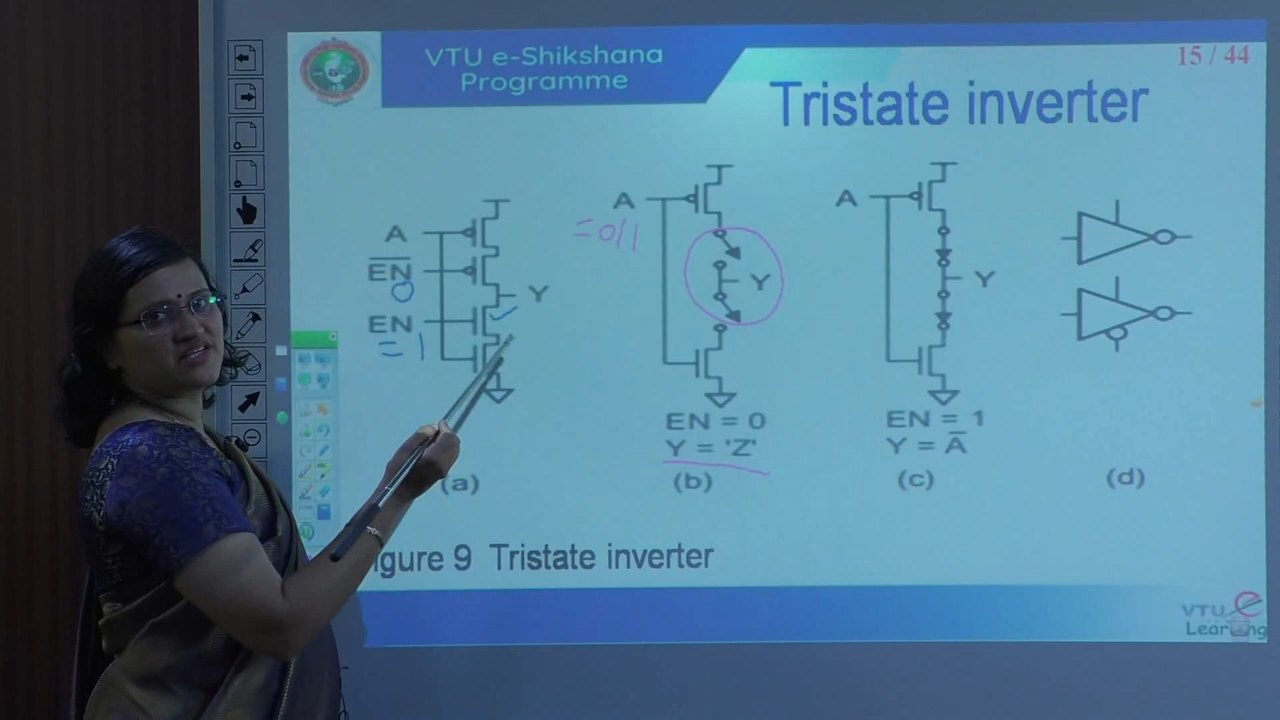 VTU e-Shikshana
Programme
15 / 44
Tristate inverter
A
EN
0
EN
= 1
Y
A
= 0/1
Y
EN = 0
Y = 'Z'
A
Y
EN = 1
Y = A̅
(a)
(b)
(c)
(d)
igure 9 Tristate inverter
VTU e
Learning